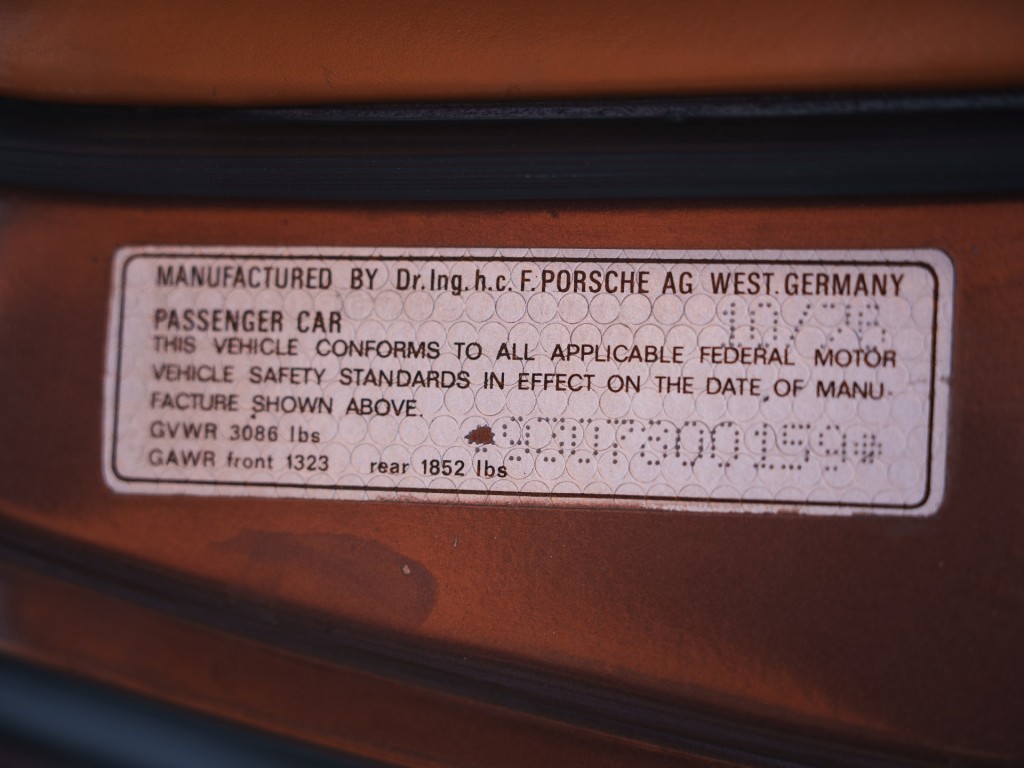 MANUFACTURED BY Dr.Ing.h.c.F.PORSCHE AG WEST.GERMANY
PASSENGER CAR
THIS VEHICLE CONFORMS TO ALL APPLICABLE FEDERAL MOTOR
VEHICLE SAFETY STANDARDS IN EFFECT ON THE DATE OF MANU-
FACTURE SHOWN ABOVE.
GVWR 3086 lbs
GAWR front 1323 rear 1852 lbs